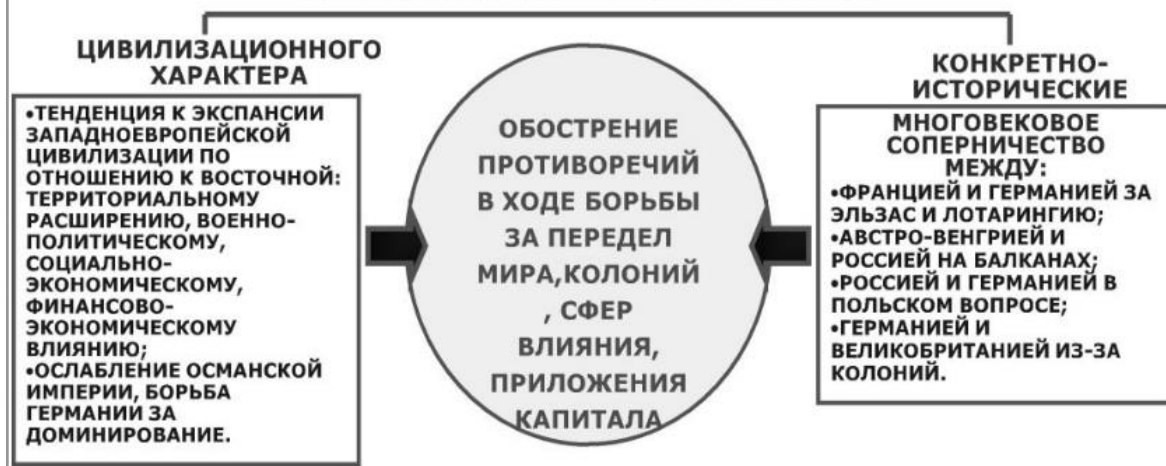 ЦИВИЛИЗАЦИОННОГО
ХАРАКТЕРА
•ТЕНДЕНЦИЯ К ЭКСПАНСИИ
ЗАПАДНОЕВРОПЕЙСКОЙ
ЦИВИЛИЗАЦИИ ПО
ОТНОШЕНИЮ К ВОСТОЧНОЙ:
ТЕРРИТОРИАЛЬНОМУ
РАСШИРЕНИЮ, ВОЕННО-
ПОЛИТИЧЕСКОМУ,
СОЦИАЛЬНО-
ЭКОНОМИЧЕСКОМУ,
ФИНАНСОВО-
ЭКОНОМИЧЕСКОМУ
ВЛИЯНИЮ;
•ОСЛАБЛЕНИЕ ОСМАНСКОЙ
ИМПЕРИИ, БОРЬБА
ГЕРМАНИИ ЗА
ДОМИНИРОВАНИЕ.
ОБОСТРЕНИЕ
ПРОТИВОРЕЧИЙ
В ХОДЕ БОРЬБЫ
ЗА ПЕРЕДЕЛ
МИРА,КОЛОНИЙ
, СФЕР
ВЛИЯНИЯ,
ПРИЛОЖЕНИЯ
КАПИТАЛА
КОНКРЕТНО-
ИСТОРИЧЕСКИЕ
МНОГОВЕКОВОЕ
СОПЕРНИЧЕСТВО
МЕЖДУ:
•ФРАНЦИЕЙ И ГЕРМАНИЕЙ ЗА
ЭЛЬЗАС И ЛОТАРИНГИЮ;
•АВСТРО-ВЕНГРИЕЙ И
РОССИЕЙ НА БАЛКАНАХ;
•РОССИЕЙ И ГЕРМАНИЕЙ В
ПОЛЬСКОМ ВОПРОСЕ;
•ГЕРМАНИЕЙ И
ВЕЛИКОБРИТАНИЕЙ ИЗ-ЗА
КОЛОНИЙ.